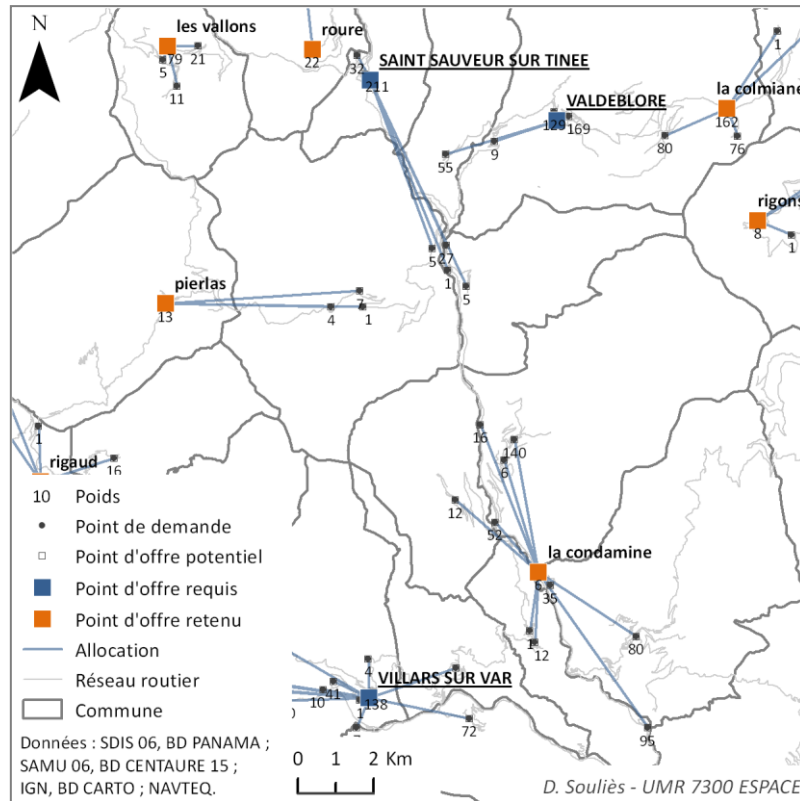 N
les vallons
roure
SAINT SAUVEUR SUR TINEE
VALDEBLORE
la colmiane
79
21
5
11
22
32
211
129
169
9
55
162
1
80
76
rigons
8
1
pierlas
13
7
4
1
5
27
1
5
1
rigaud
16
16
140
6
12
52
la condamine
6
35
1
12
80
95
4
VILLARS SUR VAR
41
10
1
138
72
10 Poids
Point de demande
Point d'offre potentiel
Point d'offre requis
Point d'offre retenu
Allocation
Réseau routier
Commune
Données : SDIS 06, BD PANAMA ;
SAMU 06, BD CENTAURE 15 ;
IGN, BD CARTO ; NAVTEQ.
0 1 2 Km
D. Souliès - UMR 7300 ESPACE